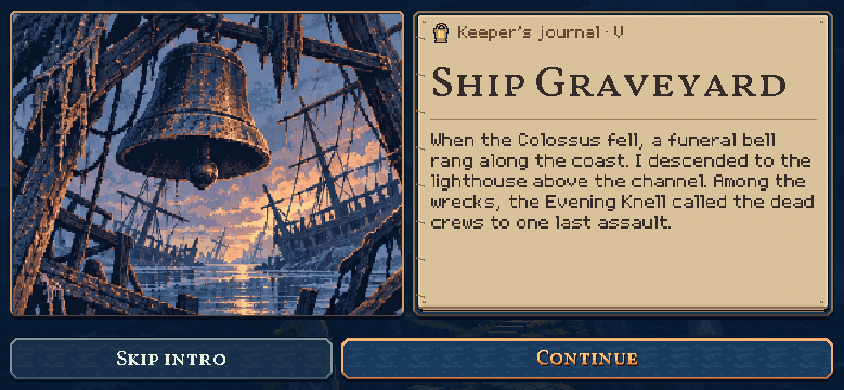 Keeper's journal · V
Ship Graveyard
When the Colossus fell, a funeral bell
rang along the coast. I descended to the
lighthouse above the channel. Among the
wrecks, the Evening Knell called the dead
crews to one last assault.
Skip intro
Continue